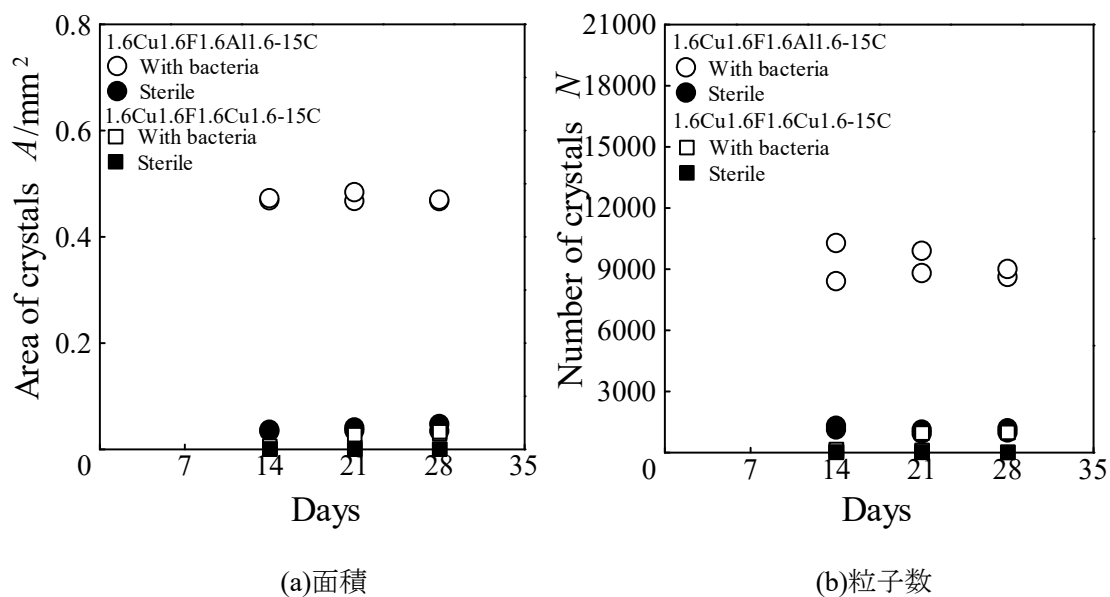 0.8
0.6
0.4
0.2
0
Area of crystals A/mm²
1.6Cu1.6F1.6Al1.6-15C
With bacteria
Sterile
1.6Cu1.6F1.6Cu1.6-15C
With bacteria
Sterile
7 14 21 28 35
Days
(a)面積
21000
18000
15000
12000
9000
6000
3000
0
Number of crystals N
1.6Cu1.6F1.6Al1.6-15C
With bacteria
Sterile
1.6Cu1.6F1.6Cu1.6-15C
With bacteria
Sterile
7 14 21 28 35
Days
(b)粒子数